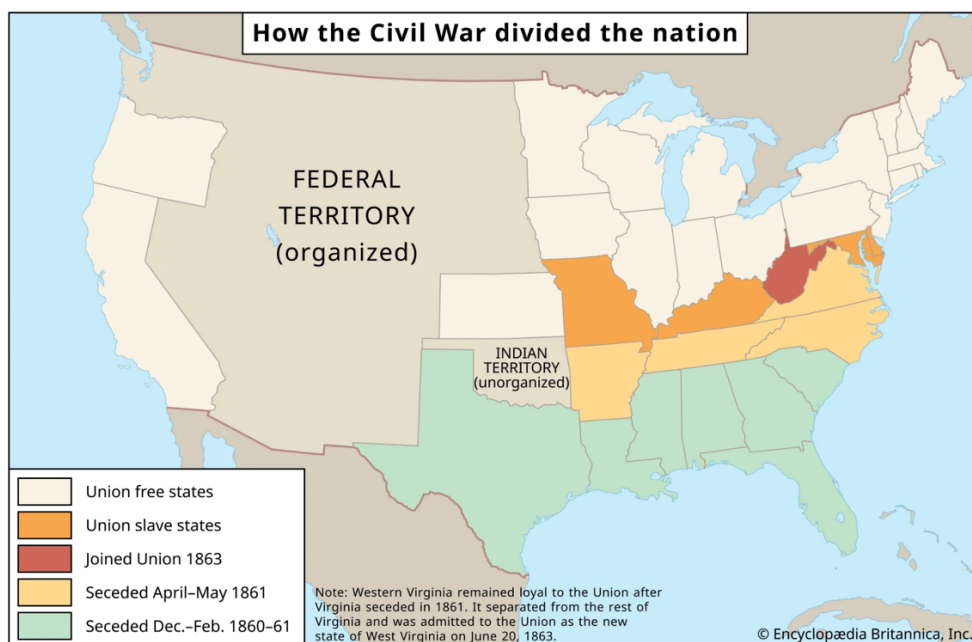 How the Civil War divided the nation
FEDERAL
TERRITORY
(organized)
INDIAN
TERRITORY
(unorganized)
Union free states
Union slave states
Joined Union 1863
Seceded April–May 1861
Seceded Dec.–Feb. 1860–61
Note: Western Virginia remained loyal to the Union after
Virginia seceded in 1861. It separated from the rest of
Virginia and was admitted to the Union as the new
state of West Virginia on June 20, 1863.
© Encyclopædia Britannica, Inc.